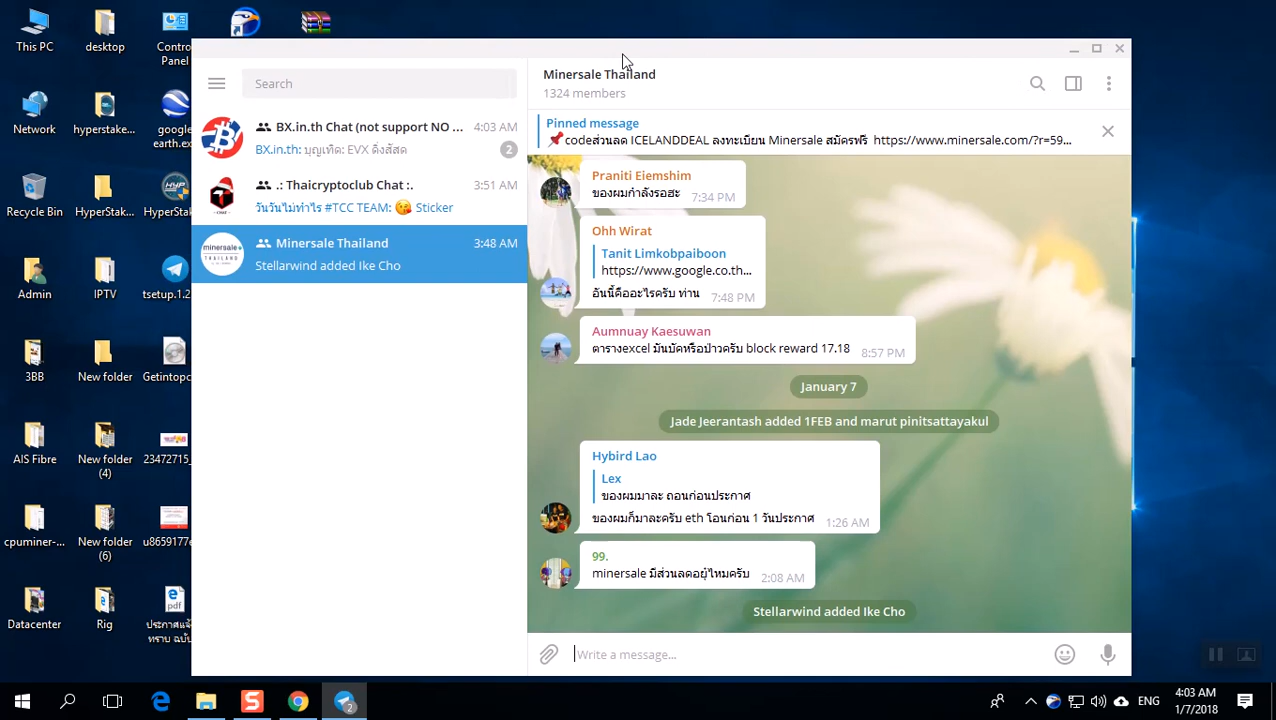 This PC
desktop
Control
Panel
Network
hyperstake...
google
earth.ex
Recycle Bin
HyperStak...
HyperStak
Admin
IPTV
tsetup.1.2
3BB
New folder
Getintopc
AIS Fibre
New folder
(4)
23472715_
cpuminer-...
New folder
(6)
u8659177e
Datacenter
Rig
ประกาศแจ้ง
ทราบ ฉบับ
Search
BX.in.th Chat (not support NO ...
4:03 AM
BX.in.th: บุญเทิด: EVX ดิ่งสัสด
2
.: Thaicryptoclub Chat :.
3:51 AM
วันวันไม่ทำไร #TCC TEAM: 😘 Sticker
Minersale Thailand
3:48 AM
Stellarwind added Ike Cho
minersale
THAILAND
CHAT
Minersale Thailand
1324 members
Pinned message
📌codeส่วนลด ICELANDDEAL ลงทะเบียน Minersale สมัครฟรี https://www.minersale.com/?r=59...
Praniti Eiemshim
ของผมกำลังรอฮะ
7:34 PM
Ohh Wirat
Tanit Limkobpaiboon
https://www.google.co.th...
อันนี้คืออะไรครับ ท่าน
7:48 PM
Aumnuay Kaesuwan
ตารางexcel มันบัคหรือป่าวครับ block reward 17.18
8:57 PM
January 7
Jade Jeerantash added 1FEB and marut pinitsattayakul
Hybird Lao
Lex
ของผมมาละ ถอนก่อนประกาศ
ของผมก็มาละครับ eth โอนก่อน 1 วันประกาศ
1:26 AM
99.
minersale มีส่วนลดอยุ่ไหมครับ
2:08 AM
Stellarwind added Ike Cho
Write a message...
2
ENG
4:03 AM
1/7/2018